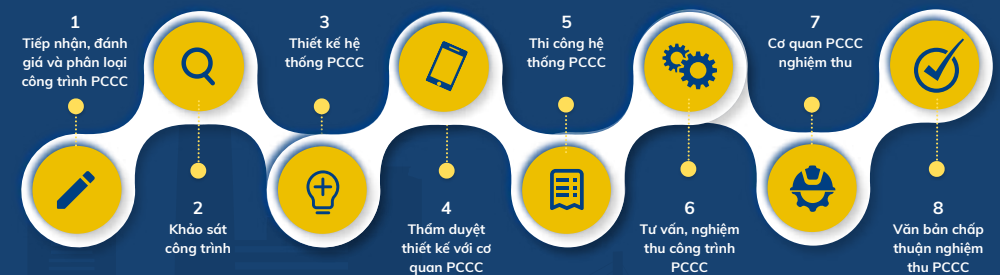 1
Tiếp nhận, đánh
giá và phân loại
công trình PCCC
2
Khảo sát
công trình
3
Thiết kế hệ
thống PCCC
4
Thẩm duyệt
thiết kế với cơ
quan PCCC
5
Thi công hệ
thống PCCC
6
Tư vấn, nghiệm
thu công trình
PCCC
7
Cơ quan PCCC
nghiệm thu
8
Văn bản chấp
thuận nghiệm
thu PCCC